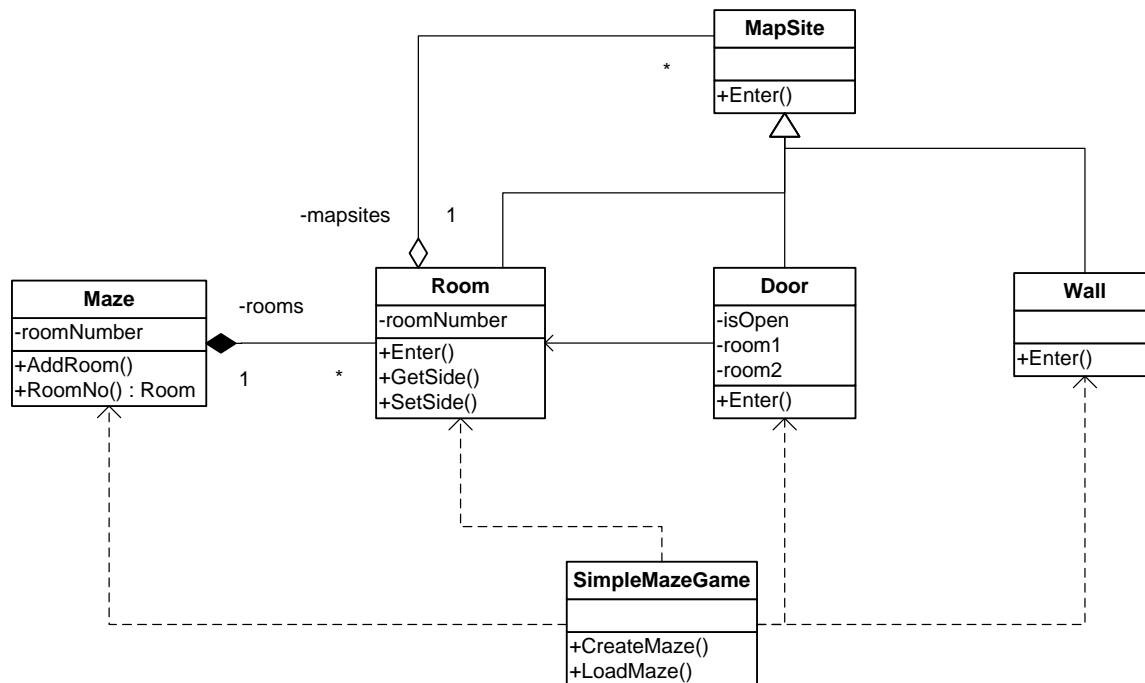 MapSite
*
+Enter()
-mapsites
1
Maze
-roomNumber
+AddRoom()
+RoomNo() : Room
-rooms
1
*
Room
-roomNumber
+Enter()
+GetSide()
+SetSide()
Door
-isOpen
-room1
-room2
+Enter()
Wall
+Enter()
SimpleMazeGame
+CreateMaze()
+LoadMaze()